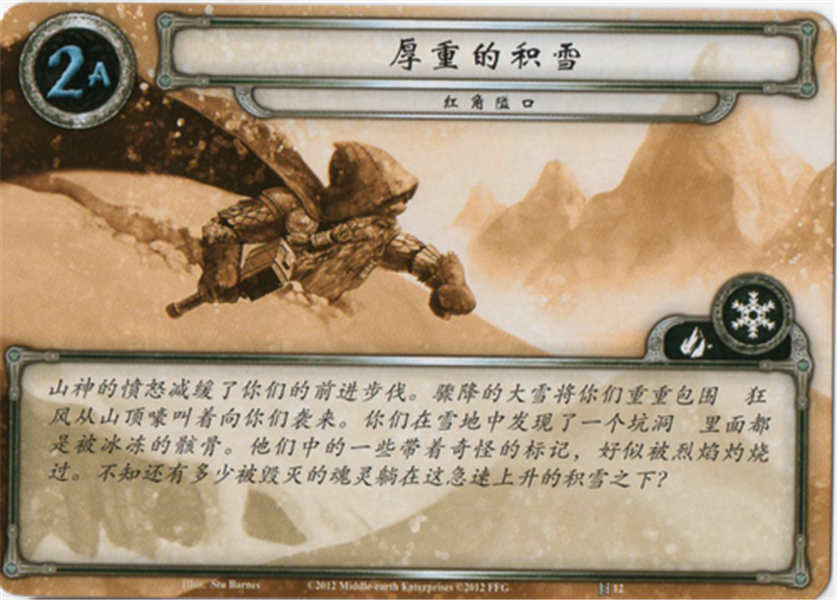 2A
厚重的积雪
红角隘口
山神的愤怒减缓了你们的前进步伐。骤降的大雪将你们重重包围 狂
风从山顶嚎叫着向你们袭来。你们在雪地中发现了一个坑洞 里面都
是被冰冻的骸骨。他们中的一些带着奇怪的标记，好似被烈焰灼烧
过。不知还有多少被毁灭的魂灵躺在这急速上升的积雪之下？
Illus. Stu Barnes ©2012 Middle-earth Enterprises ©2012 FFG 12